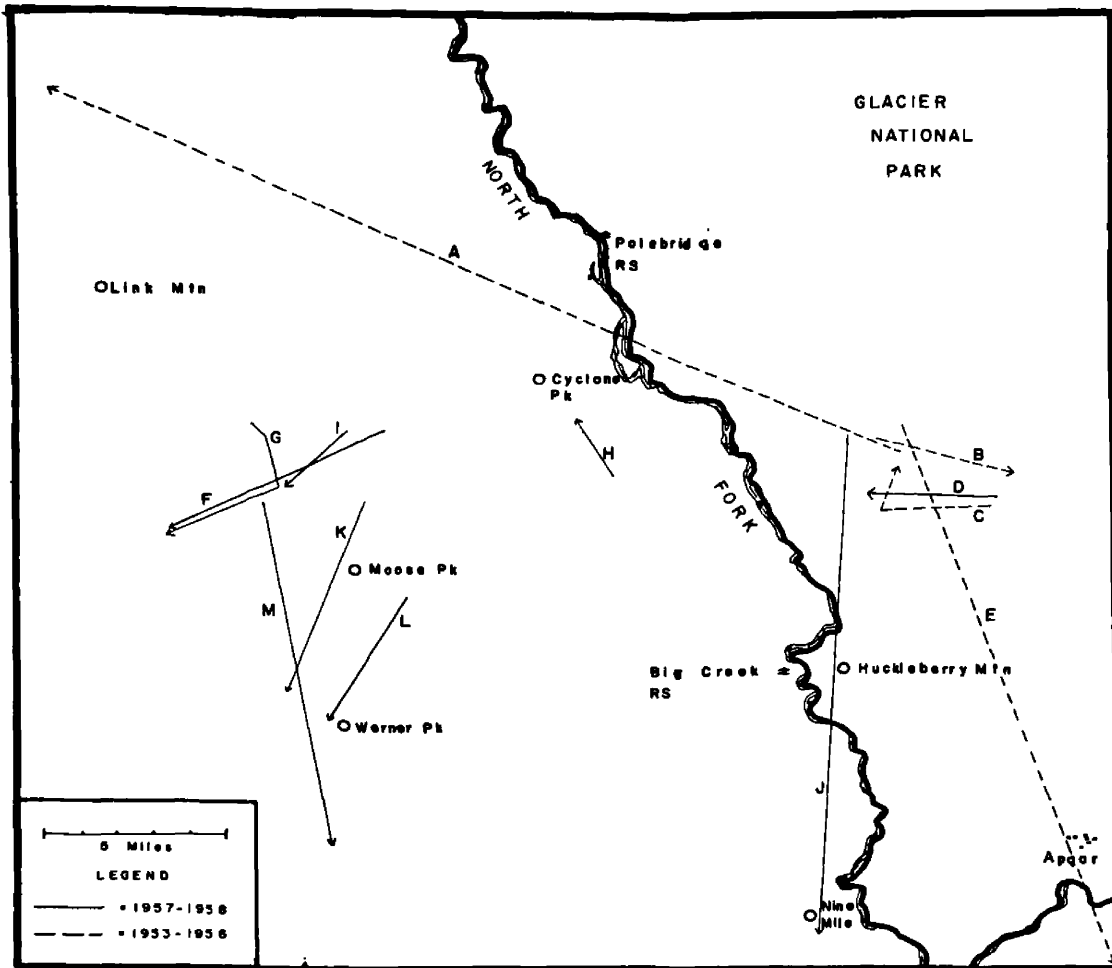 GLACIER
NATIONAL
PARK
NORTH
Polebridge
RS
A
Link Mtn
Cyclone
Pk
G
I
H
B
F
D
C
FORK
K
Moose Pk
M
L
E
Big Creek
RS
Huckleberry Mtn
Werner Pk
J
5 Miles
LEGEND
= 1957-1958
= 1953-1956
Apgar
Nine
Mile